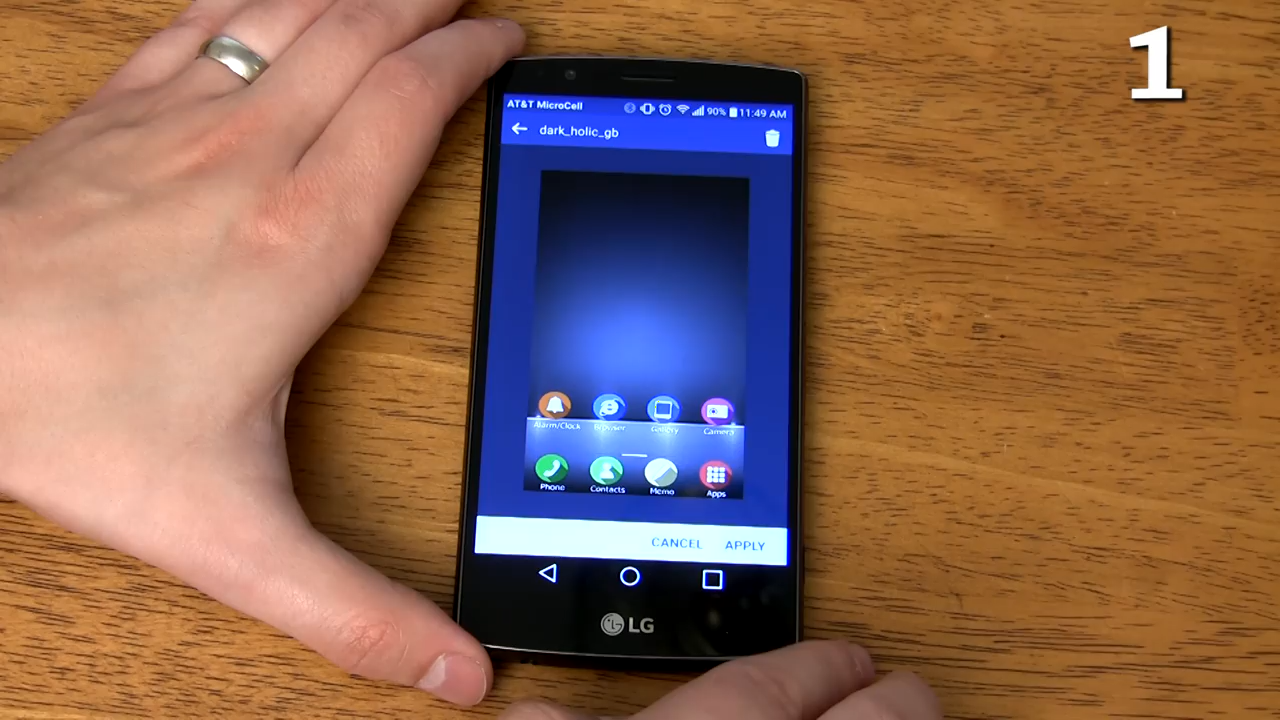 1
AT&T MicroCell 90% 11:49 AM
dark_holic_gb
Alarm/Clock Browser Gallery Camera
Phone Contacts Memo Apps
CANCEL APPLY
LG